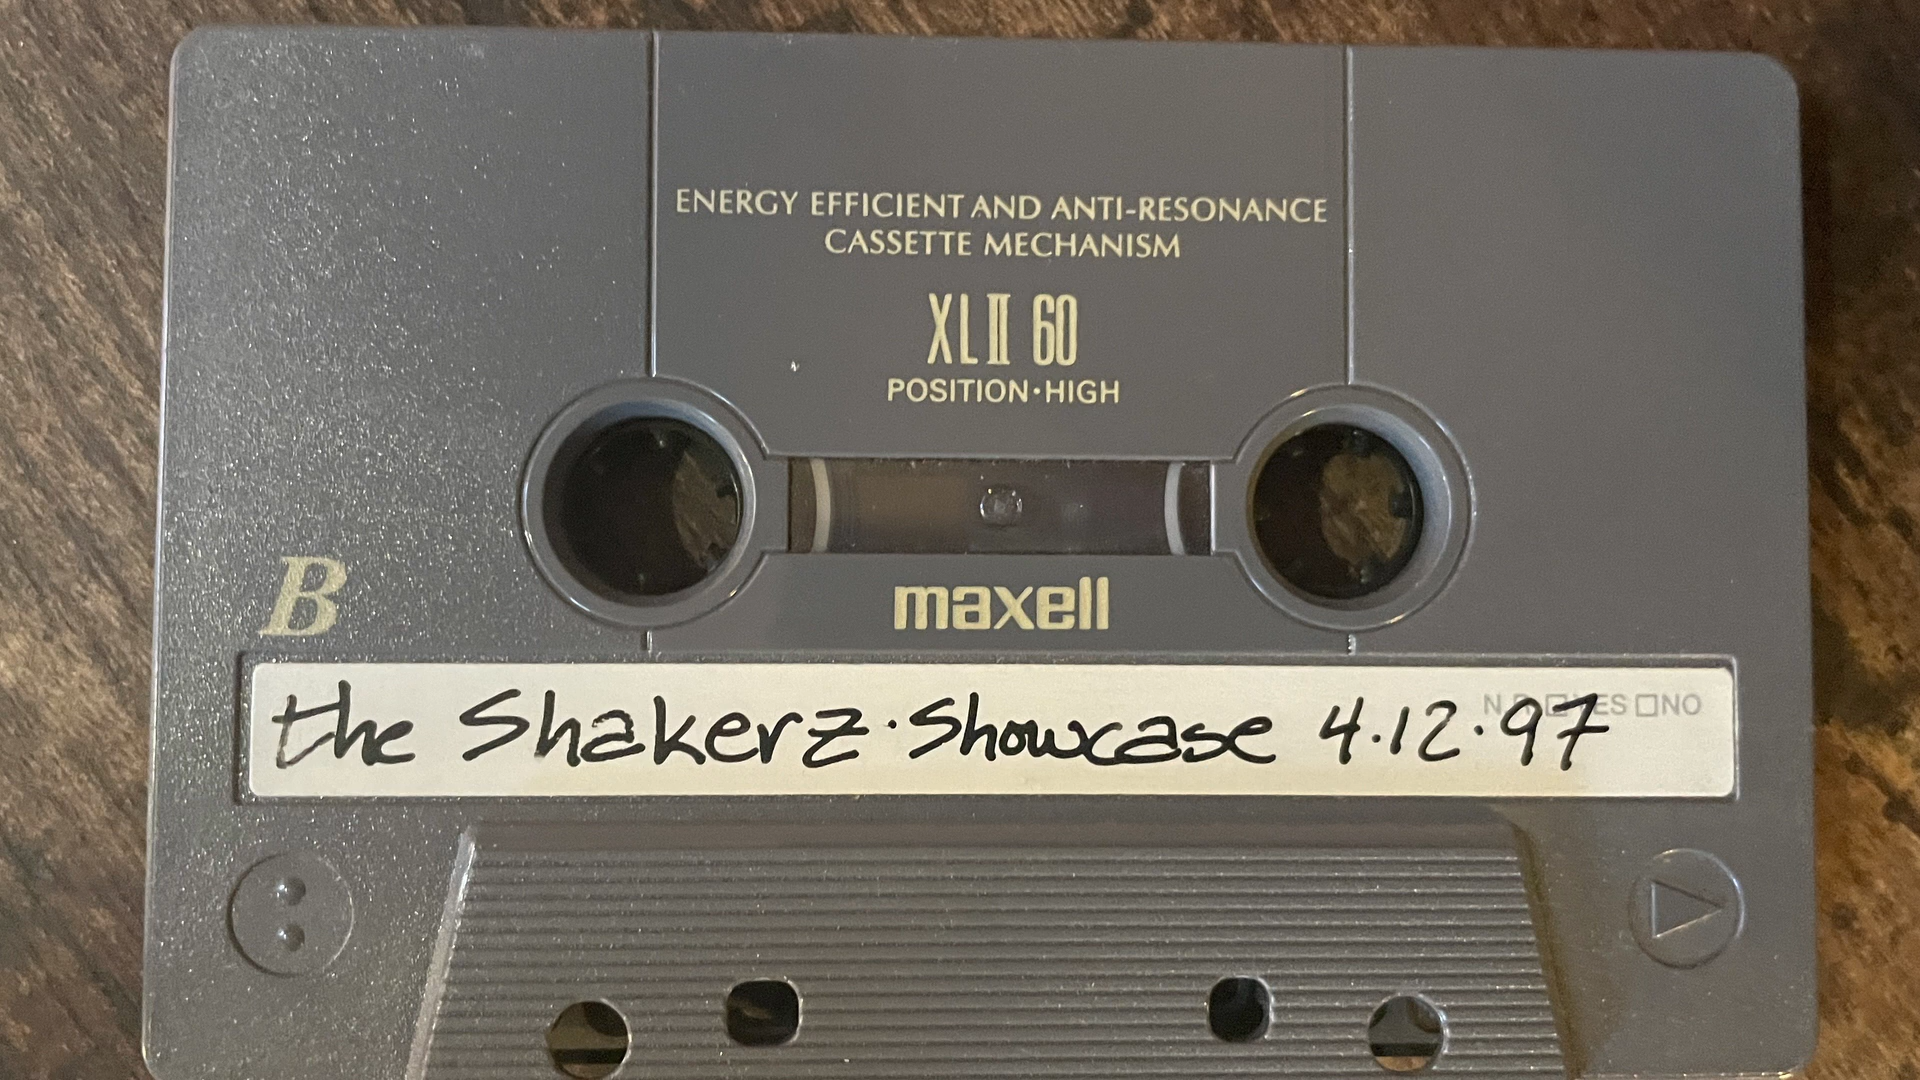 ENERGY EFFICIENT AND ANTI-RESONANCE
CASSETTE MECHANISM
XLII 60
POSITION·HIGH
maxell
B
N.R. YES NO
the Shakerz·Showcase 4.12.97